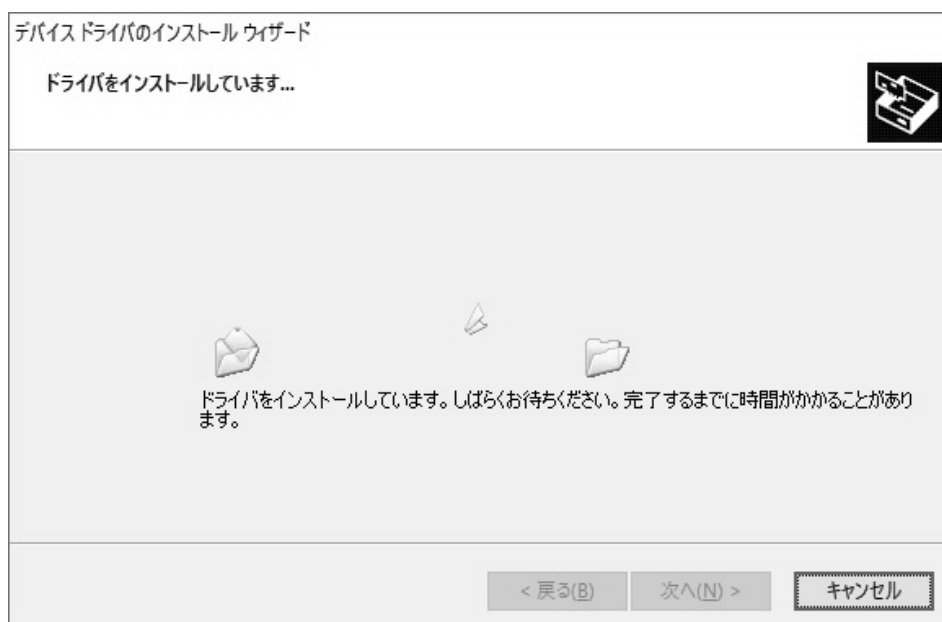 デバイス ドライバのインストール ウィザード
ドライバをインストールしています...
ドライバをインストールしています。しばらくお待ちください。完了するまでに時間がかかることがあり
ます。
< 戻る(B)
次へ(N) >
キャンセル